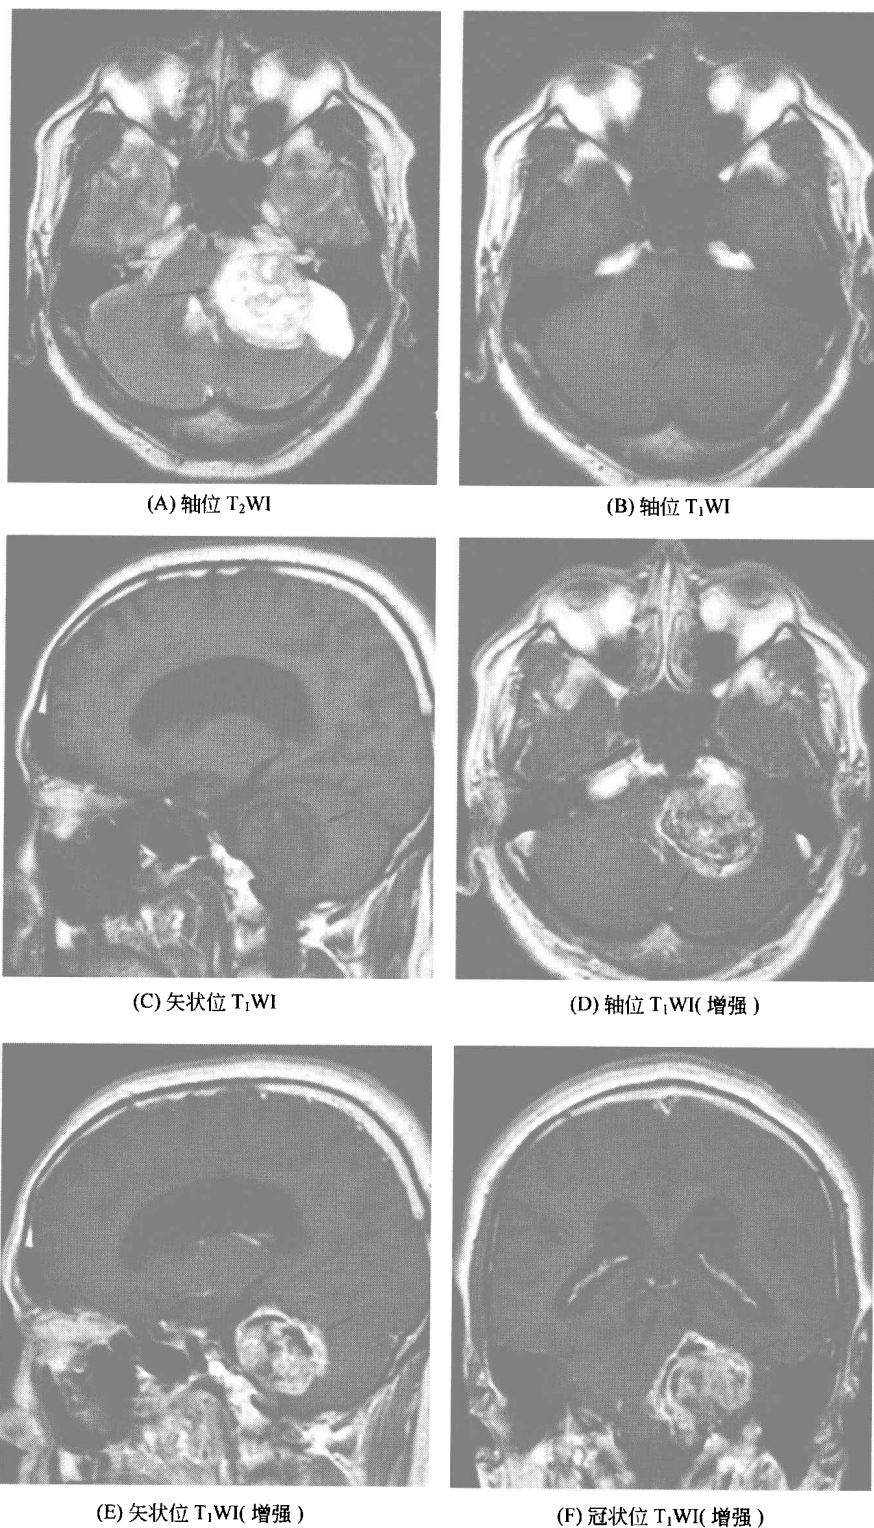 (A) 轴位 T₂WI
(B) 轴位 T₁WI
(C) 矢状位 T₁WI
(D) 轴位 T₁WI( 增强 )
(E) 矢状位 T₁WI( 增强 )
(F) 冠状位 T₁WI( 增强 )